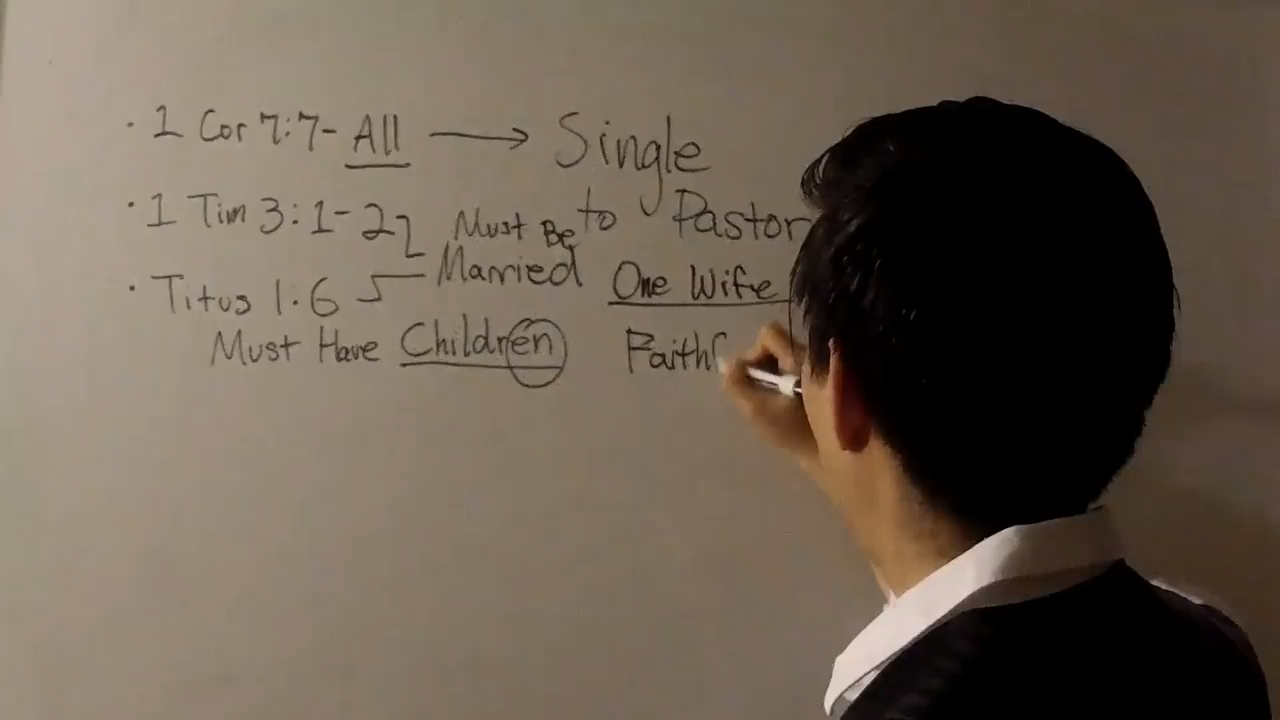 · 1 Cor 7:7- All → Single
· 1 Tim 3:1-2 Must Be to Pastor
· Titus 1:6 Married One Wife
Must Have Children Faithf